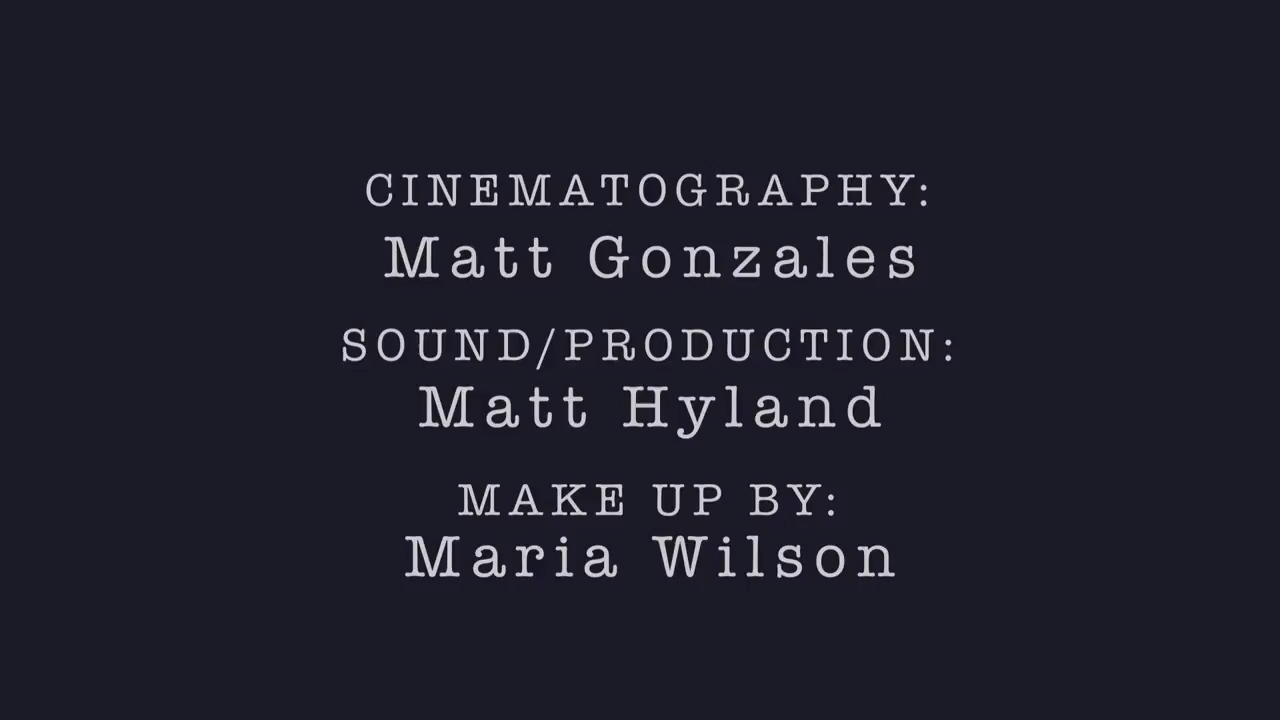 CINEMATOGRAPHY:
Matt Gonzales
SOUND/PRODUCTION:
Matt Hyland
MAKE UP BY:
Maria Wilson